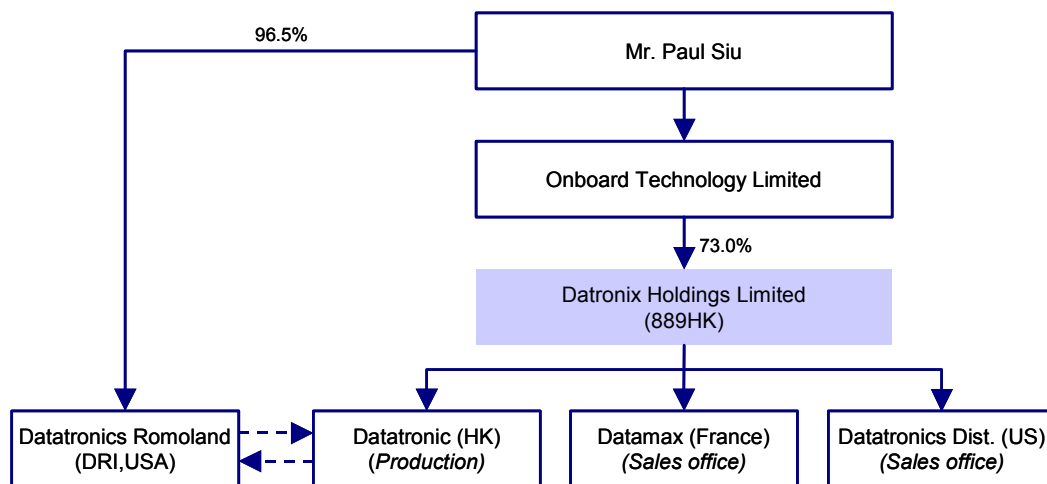 96.5%
Mr. Paul Siu
Onboard Technology Limited
73.0%
Datronix Holdings Limited
(889HK)
Datatronics Romoland
(DRI,USA)
Datatronic (HK)
(Production)
Datamax (France)
(Sales office)
Datatronics Dist. (US)
(Sales office)